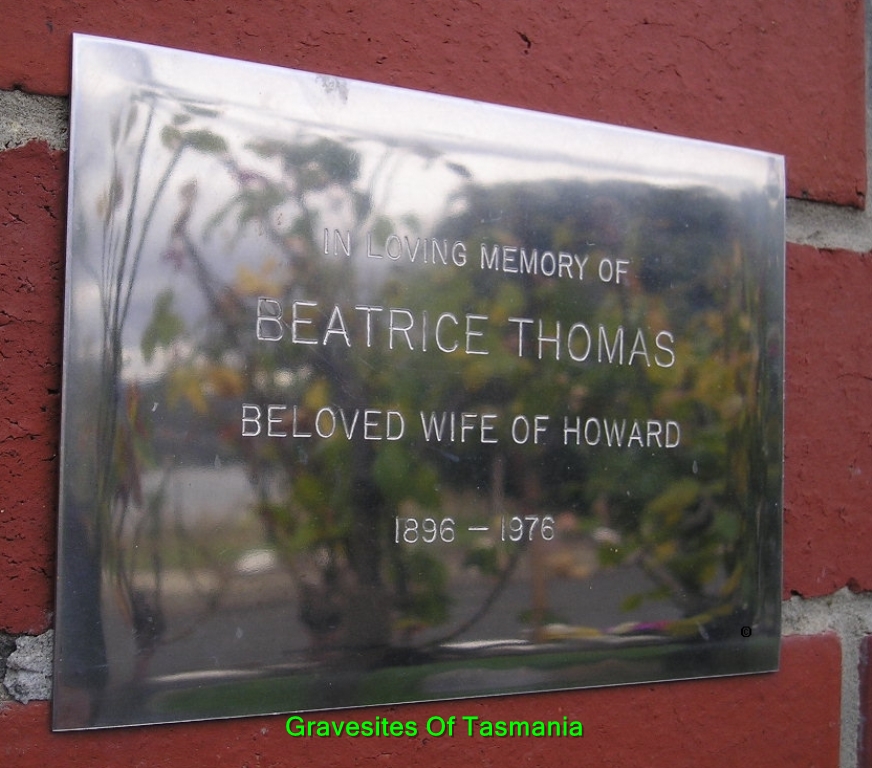 IN LOVING MEMORY OF
BEATRICE THOMAS
BELOVED WIFE OF HOWARD
1896 – 1976
Gravesites Of Tasmania